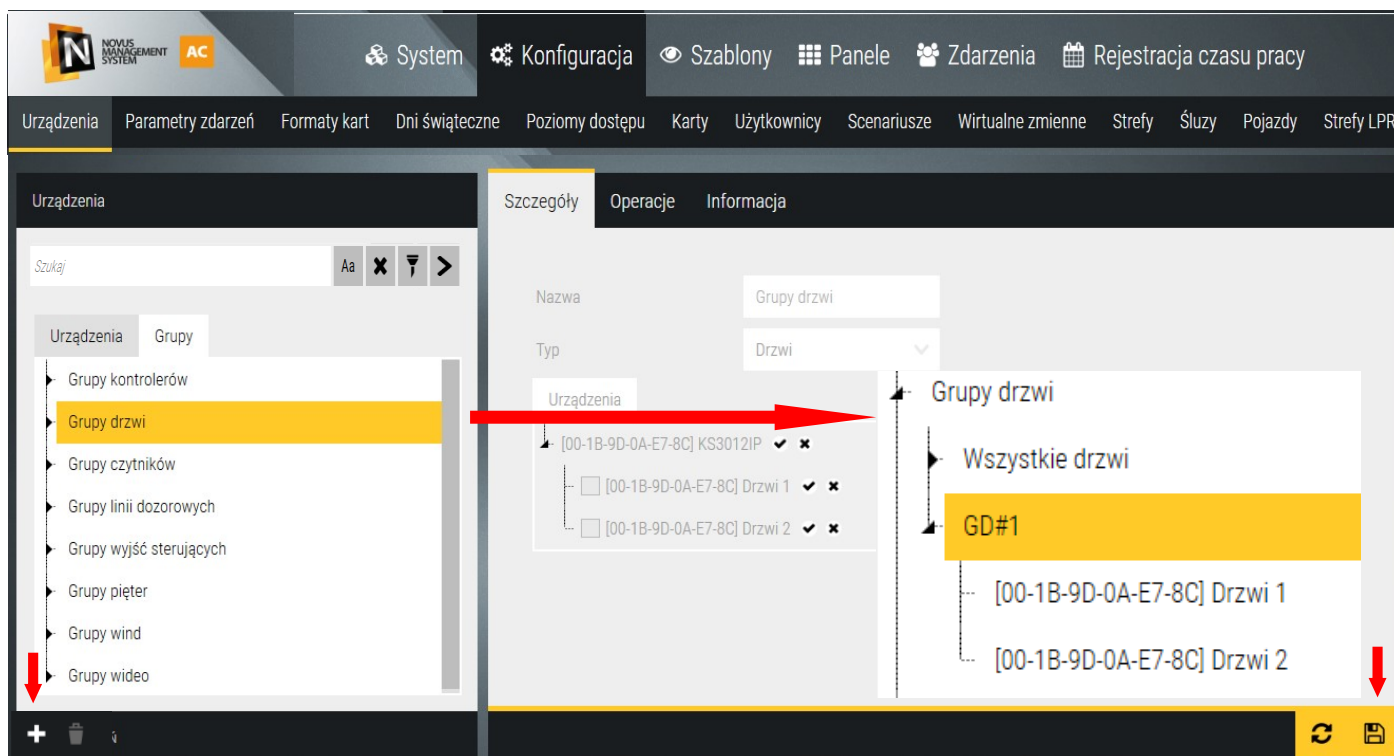 NOVUS
MANAGEMENT
SYSTEM
AC
System
Konfiguracja
Szablony
Panele
Zdarzenia
Rejestracja czasu pracy
Urządzenia
Parametry zdarzeń
Formaty kart
Dni świąteczne
Poziomy dostępu
Karty
Użytkownicy
Scenariusze
Wirtualne zmienne
Strefy
Śluzy
Pojazdy
Strefy LPR
Urządzenia
Szukaj
Aa
Urządzenia
Grupy
Grupy kontrolerów
Grupy drzwi
Grupy czytników
Grupy linii dozorowych
Grupy wyjść sterujących
Grupy pięter
Grupy wind
Grupy wideo
Szczegóły
Operacje
Informacja
Nazwa
Grupy drzwi
Typ
Drzwi
Urządzenia
[00-1B-9D-0A-E7-8C] KS3012IP
[00-1B-9D-0A-E7-8C] Drzwi 1
[00-1B-9D-0A-E7-8C] Drzwi 2
Grupy drzwi
Wszystkie drzwi
GD#1
[00-1B-9D-0A-E7-8C] Drzwi 1
[00-1B-9D-0A-E7-8C] Drzwi 2